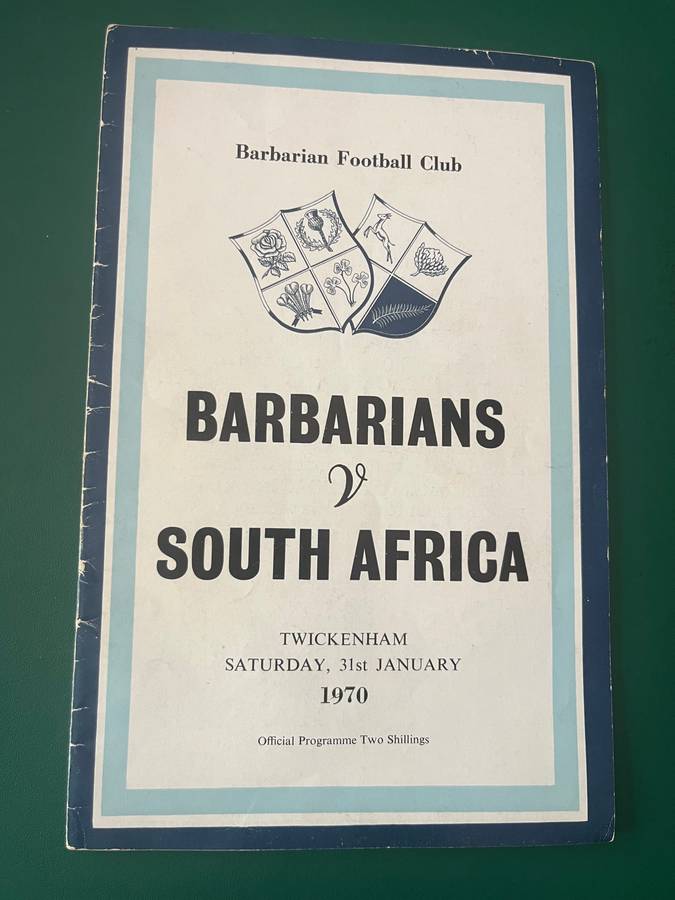 Barbarian Football Club
BARBARIANS
V
SOUTH AFRICA
TWICKENHAM
SATURDAY, 31st JANUARY
1970
Official Programme Two Shillings